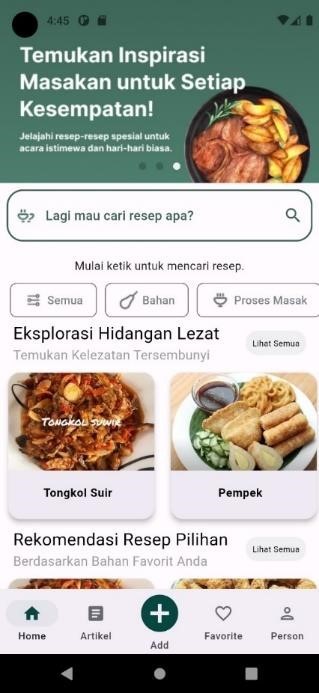 4:45
Temukan Inspirasi
Masakan untuk Setiap
Kesempatan!
Jelajahi resep-resep spesial untuk
acara istimewa dan hari-hari biasa.
Lagi mau cari resep apa?
Mulai ketik untuk mencari resep.
Semua Bahan Proses Masak
Eksplorasi Hidangan Lezat
Lihat Semua
Temukan Kelezatan Tersembunyi
TONGKOL SUWIR
Tongkol Suir Pempek
Rekomendasi Resep Pilihan
Lihat Semua
Berdasarkan Bahan Favorit Anda
Home Artikel Add Favorite Person